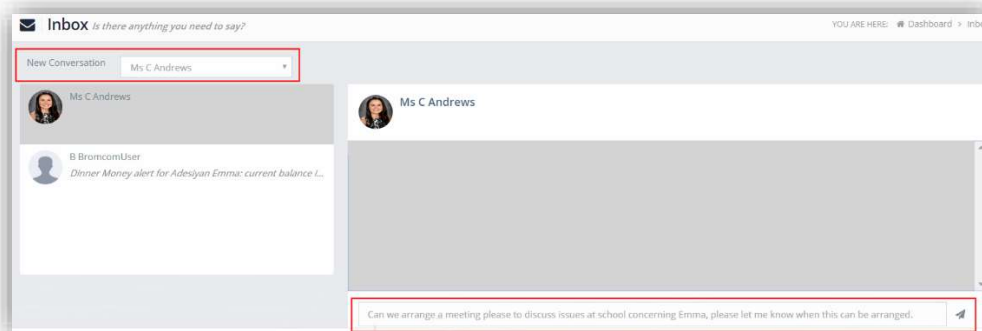 Inbox Is there anything you need to say?
YOU ARE HERE: Dashboard > Inbo
New Conversation Ms C Andrews
Ms C Andrews
B BromcomUser
Dinner Money alert for Adesiyan Emma: current balance i...
Ms C Andrews
Can we arrange a meeting please to discuss issues at school concerning Emma, please let me know when this can be arranged.